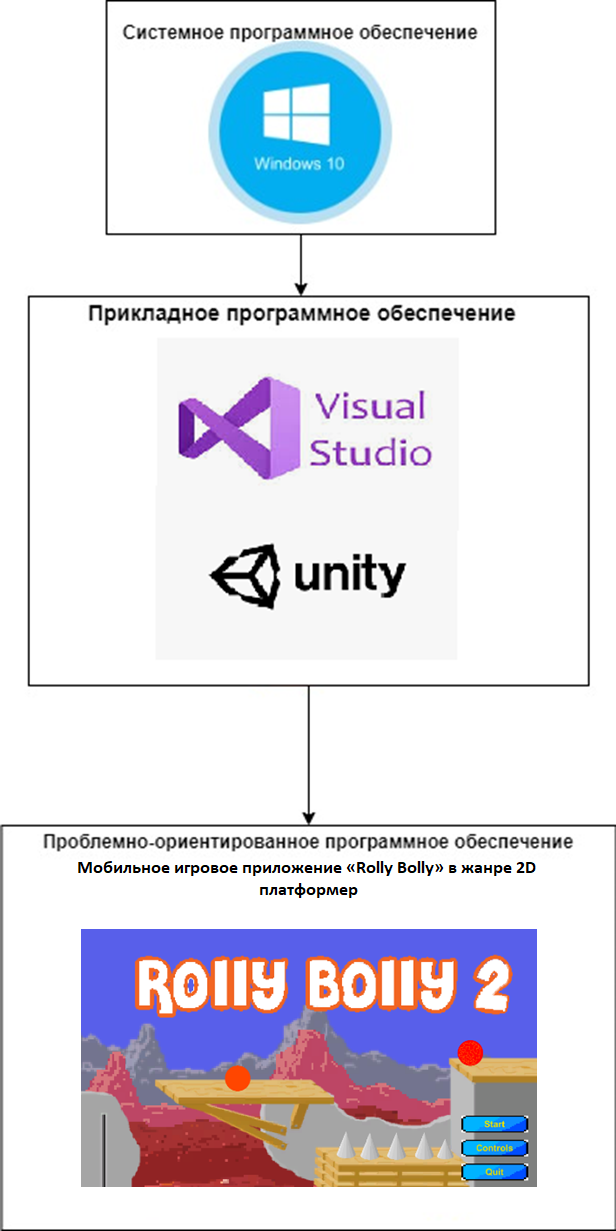 Системное программное обеспечение
Windows 10
Прикладное программное обеспечение
Visual
Studio
unity
Проблемно-ориентированное программное обеспечение
Мобильное игровое приложение «Rolly Bolly» в жанре 2D
платформер
ROLLY BOLLY 2
Start
Controls
Quit